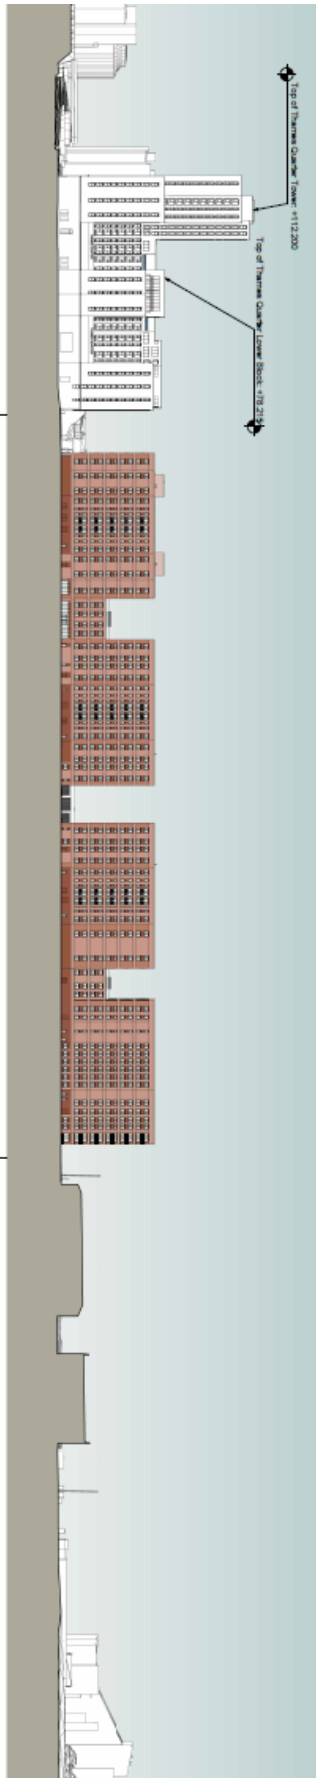 Top of Thames Quarter Tower: +112.200
Top of Thames Quarter Lower Block: +78.215